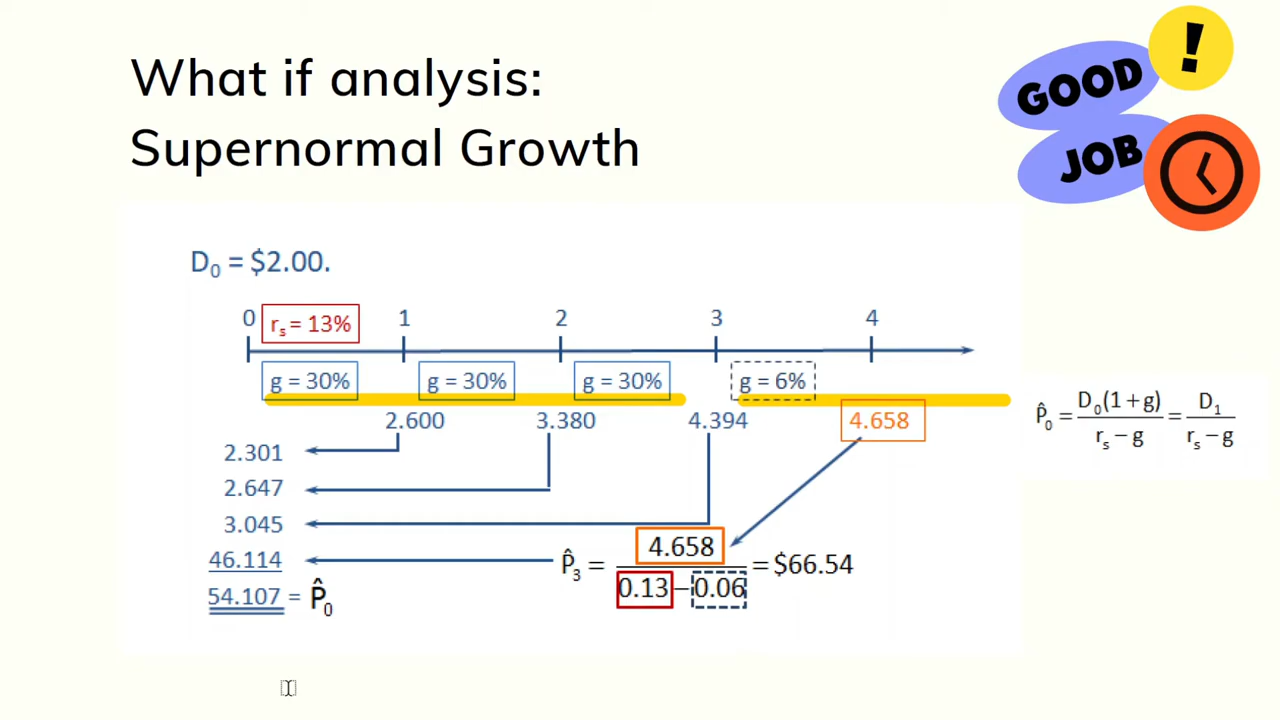 What if analysis:
Supernormal Growth
GOOD
!
JOB
D₀ = $2.00.
0 rₛ = 13% 1 2 3 4
g = 30% g = 30% g = 30% g = 6%
2.600 3.380 4.394 4.658
2.301
2.647
3.045
46.114
54.107 = P̂₀
P̂₃ = 4.658 / 0.13 – 0.06 = $66.54
P̂₀ = D₀(1 + g) / rₛ – g = D₁ / rₛ – g